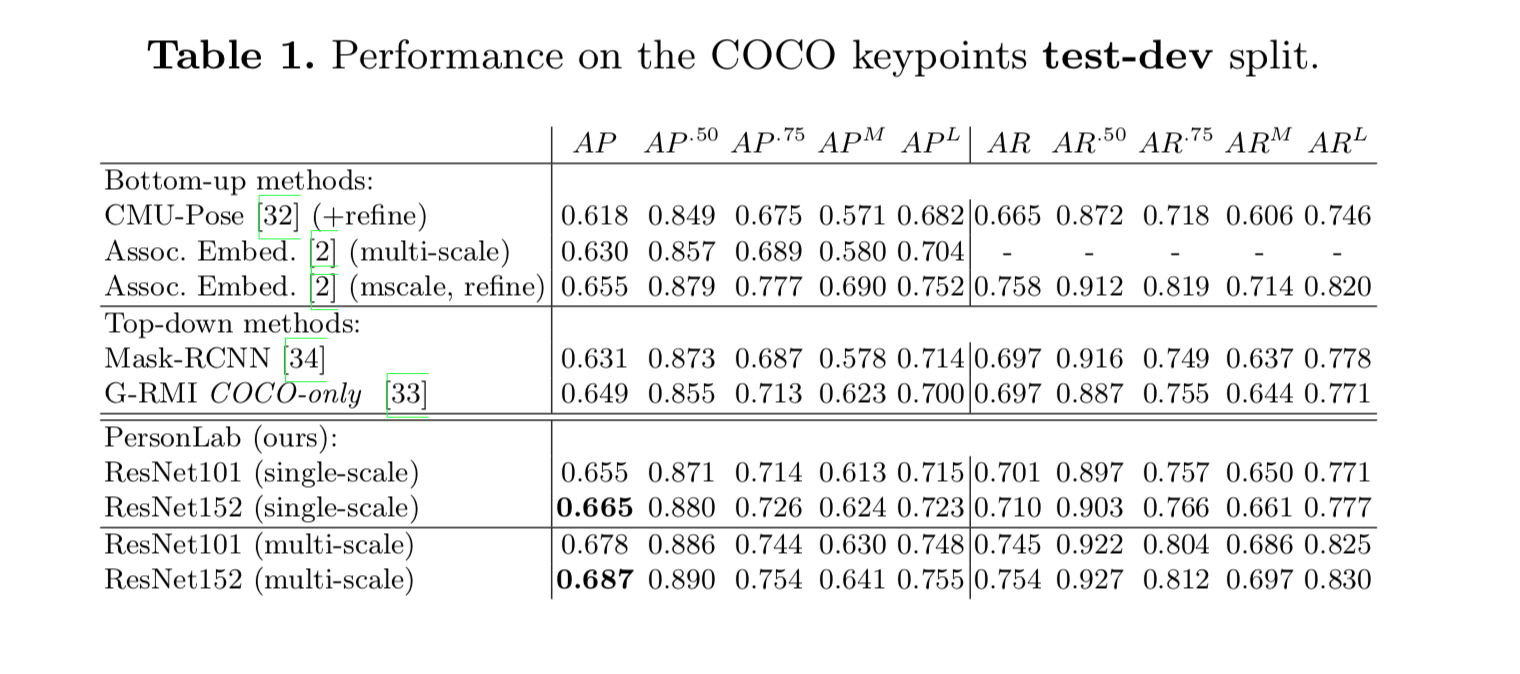 Table 1. Performance on the COCO keypoints test-dev split.
AP AP.50 AP.75 APM APL AR AR.50 AR.75 ARM ARL
Bottom-up methods:
CMU-Pose [32] (+refine) 0.618 0.849 0.675 0.571 0.682 0.665 0.872 0.718 0.606 0.746
Assoc. Embed. [2] (multi-scale) 0.630 0.857 0.689 0.580 0.704 - - - - -
Assoc. Embed. [2] (mscale, refine) 0.655 0.879 0.777 0.690 0.752 0.758 0.912 0.819 0.714 0.820
Top-down methods:
Mask-RCNN [34] 0.631 0.873 0.687 0.578 0.714 0.697 0.916 0.749 0.637 0.778
G-RMI COCO-only [33] 0.649 0.855 0.713 0.623 0.700 0.697 0.887 0.755 0.644 0.771
PersonLab (ours):
ResNet101 (single-scale) 0.655 0.871 0.714 0.613 0.715 0.701 0.897 0.757 0.650 0.771
ResNet152 (single-scale) 0.665 0.880 0.726 0.624 0.723 0.710 0.903 0.766 0.661 0.777
ResNet101 (multi-scale) 0.678 0.886 0.744 0.630 0.748 0.745 0.922 0.804 0.686 0.825
ResNet152 (multi-scale) 0.687 0.890 0.754 0.641 0.755 0.754 0.927 0.812 0.697 0.830